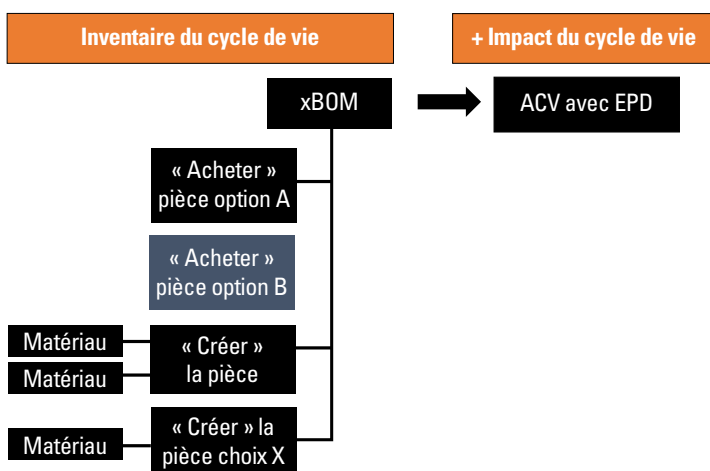 Inventaire du cycle de vie
+ Impact du cycle de vie
xBOM
ACV avec EPD
« Acheter »
pièce option A
« Acheter »
pièce option B
Matériau
Matériau
« Créer »
la pièce
Matériau
« Créer » la
pièce choix X